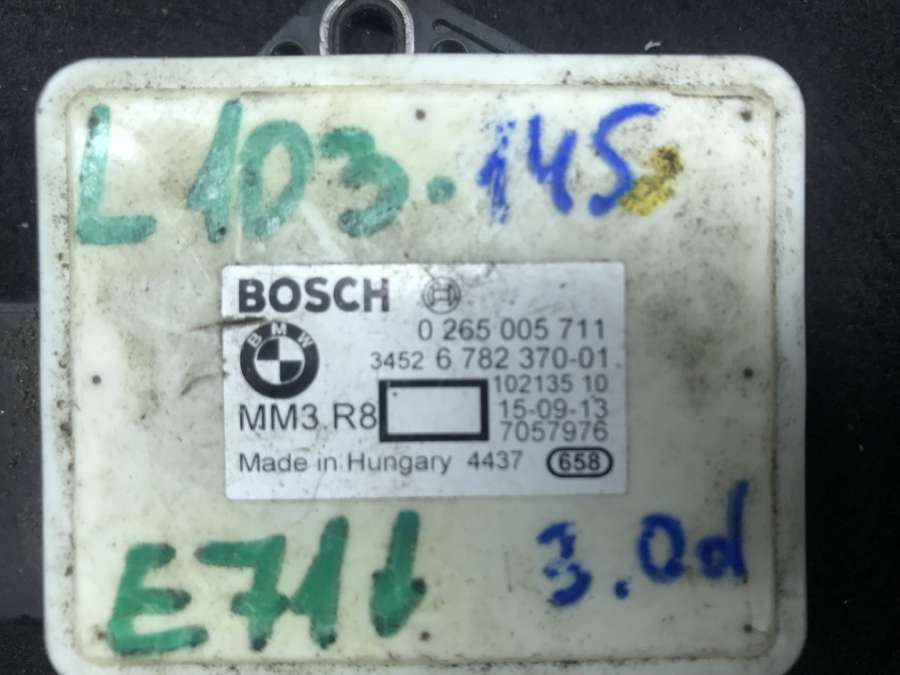 L103.145
BOSCH
0 265 005 711
BMW
3452 6 782 370-01
102135 10
MM3.R8
15-09-13
7057976
Made in Hungary 4437 658
E71 3.0d